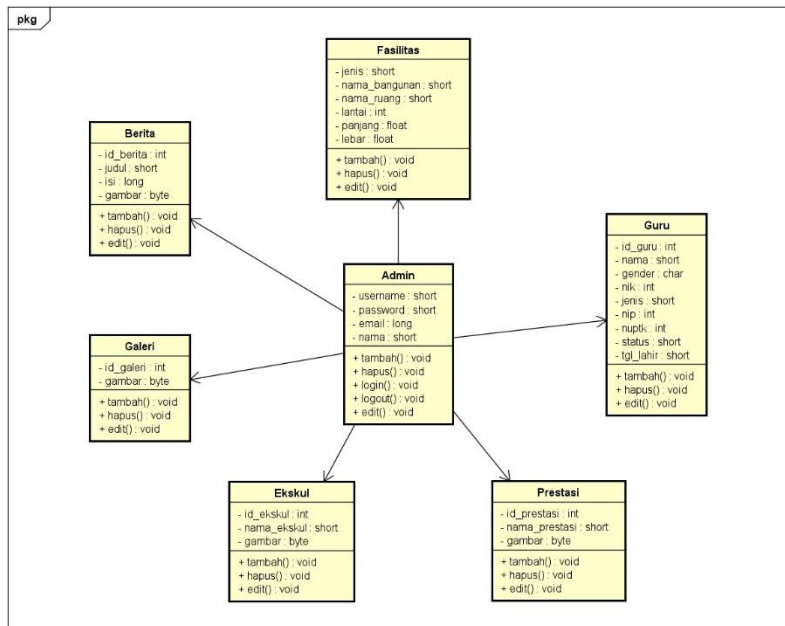 pkg
Fasilitas
- jenis : short
- nama_bangunan : short
- nama_ruang : short
- lantai : int
- panjang : float
- lebar : float
+ tambah() : void
+ hapus() : void
+ edit() : void
Berita
- id_berita : int
- judul : short
- isi : long
- gambar : byte
+ tambah() : void
+ hapus() : void
+ edit() : void
Guru
- id_guru : int
- nama : short
- gender : char
- nik : int
- jenis : short
- nip : int
- nuptk : int
- status : short
- tgl_lahir : short
+ tambah() : void
+ hapus() : void
+ edit() : void
Admin
- username : short
- password : short
- email : long
- nama : short
+ tambah() : void
+ hapus() : void
+ login() : void
+ logout() : void
+ edit() : void
Galeri
- id_galeri : int
- gambar : byte
+ tambah() : void
+ hapus() : void
+ edit() : void
Ekskul
- id_ekskul : int
- nama_ekskul : short
- gambar : byte
+ tambah() : void
+ hapus() : void
+ edit() : void
Prestasi
- id_prestasi : int
- nama_prestasi : short
- gambar : byte
+ tambah() : void
+ hapus() : void
+ edit() : void